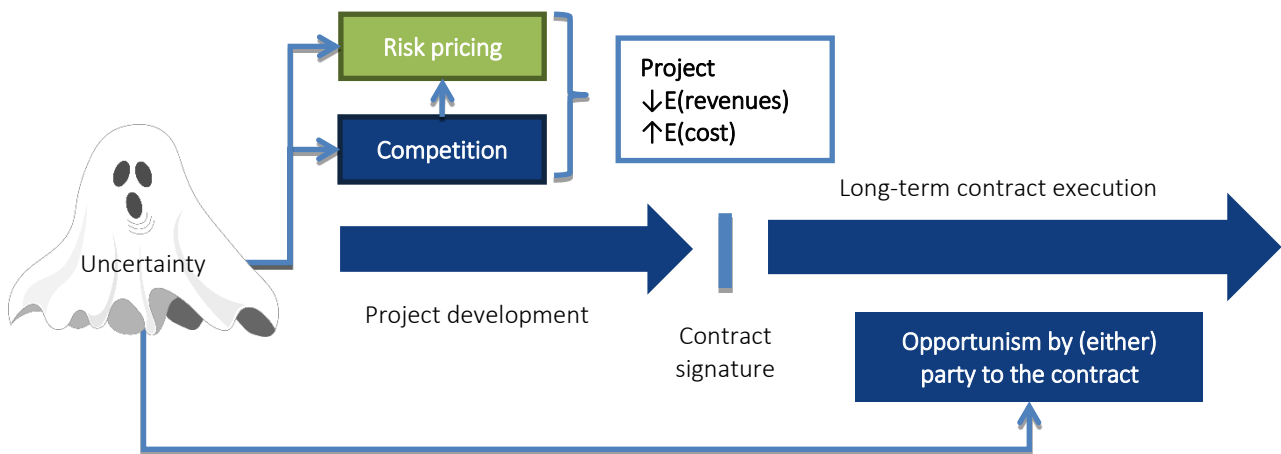 Risk pricing
Competition
Project
↓E(revenues)
↑E(cost)
Uncertainty
Project development
Contract
signature
Long-term contract execution
Opportunism by (either)
party to the contract